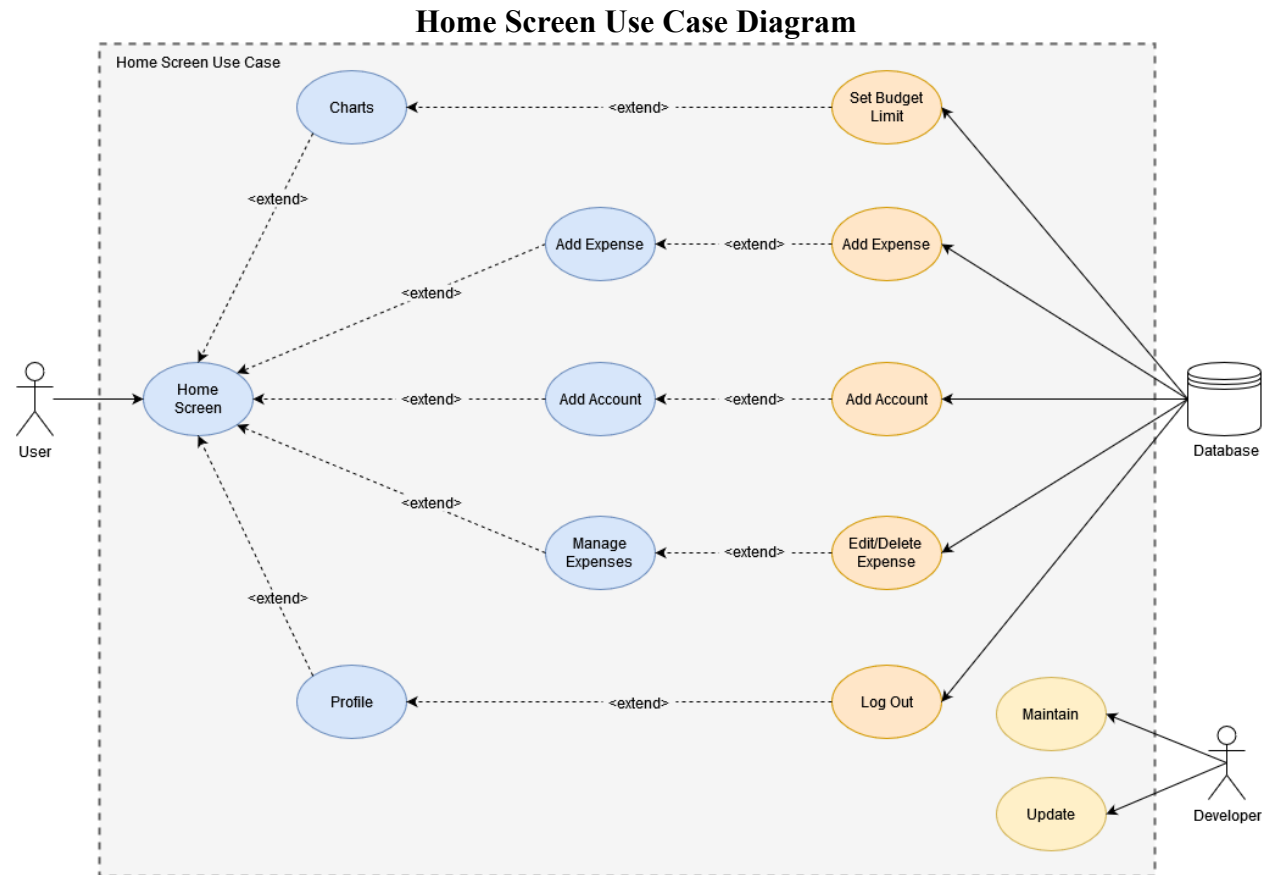 Home Screen Use Case Diagram
Home Screen Use Case
Charts
<extend>
Set Budget
Limit
<extend>
Add Expense
<extend>
Add Expense
<extend>
Home
Screen
<extend>
Add Account
<extend>
Add Account
User
Database
<extend>
Manage
Expenses
<extend>
Edit/Delete
Expense
<extend>
Profile
<extend>
Log Out
Maintain
Update
Developer